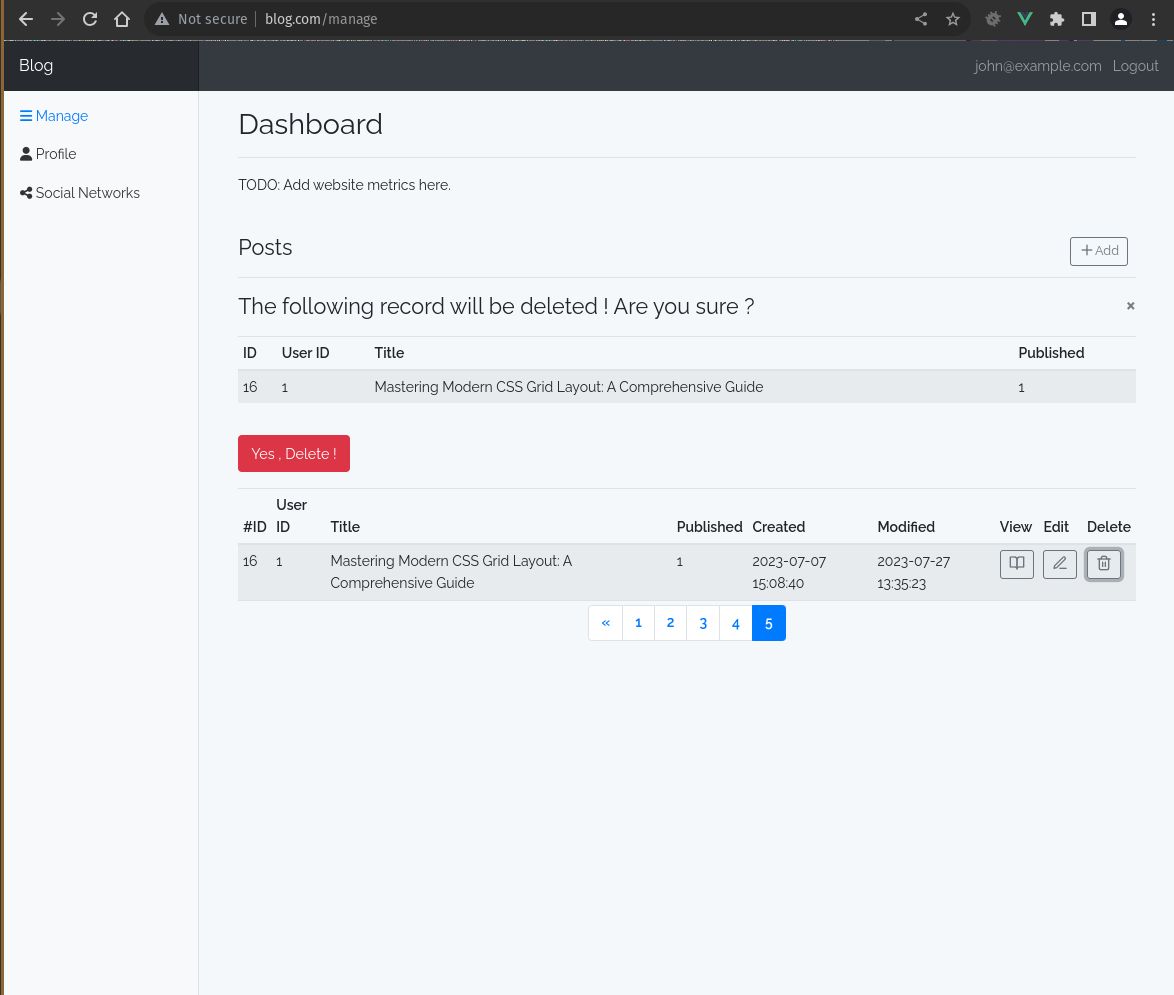 Not secure | blog.com/manage
Blog
john@example.com Logout
Manage
Profile
Social Networks
Dashboard
TODO: Add website metrics here.
Posts
+ Add
The following record will be deleted ! Are you sure ?
×
ID User ID Title Published
16 1 Mastering Modern CSS Grid Layout: A Comprehensive Guide 1
Yes , Delete !
User
#ID ID Title Published Created Modified View Edit Delete
16 1 Mastering Modern CSS Grid Layout: A 1 2023-07-07 2023-07-27
Comprehensive Guide 15:08:40 13:35:23
« 1 2 3 4 5